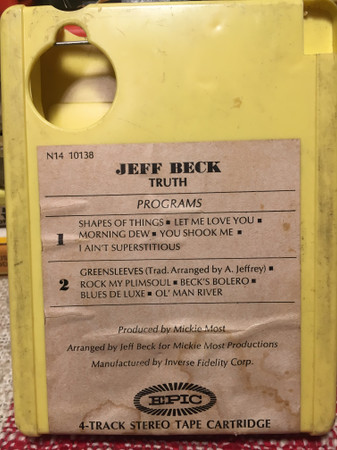 N14 10138
JEFF BECK
TRUTH
PROGRAMS
1 SHAPES OF THINGS ■ LET ME LOVE YOU ■
MORNING DEW ■ YOU SHOOK ME ■
I AIN'T SUPERSTITIOUS
2 GREENSLEEVES (Trad. Arranged by A. Jeffrey) ■
ROCK MY PLIMSOUL ■ BECK'S BOLERO ■
BLUES DE LUXE ■ OL' MAN RIVER
Produced by Mickie Most
Arranged by Jeff Beck for Mickie Most Productions
Manufactured by Inverse Fidelity Corp.
EPIC
4-TRACK STEREO TAPE CARTRIDGE